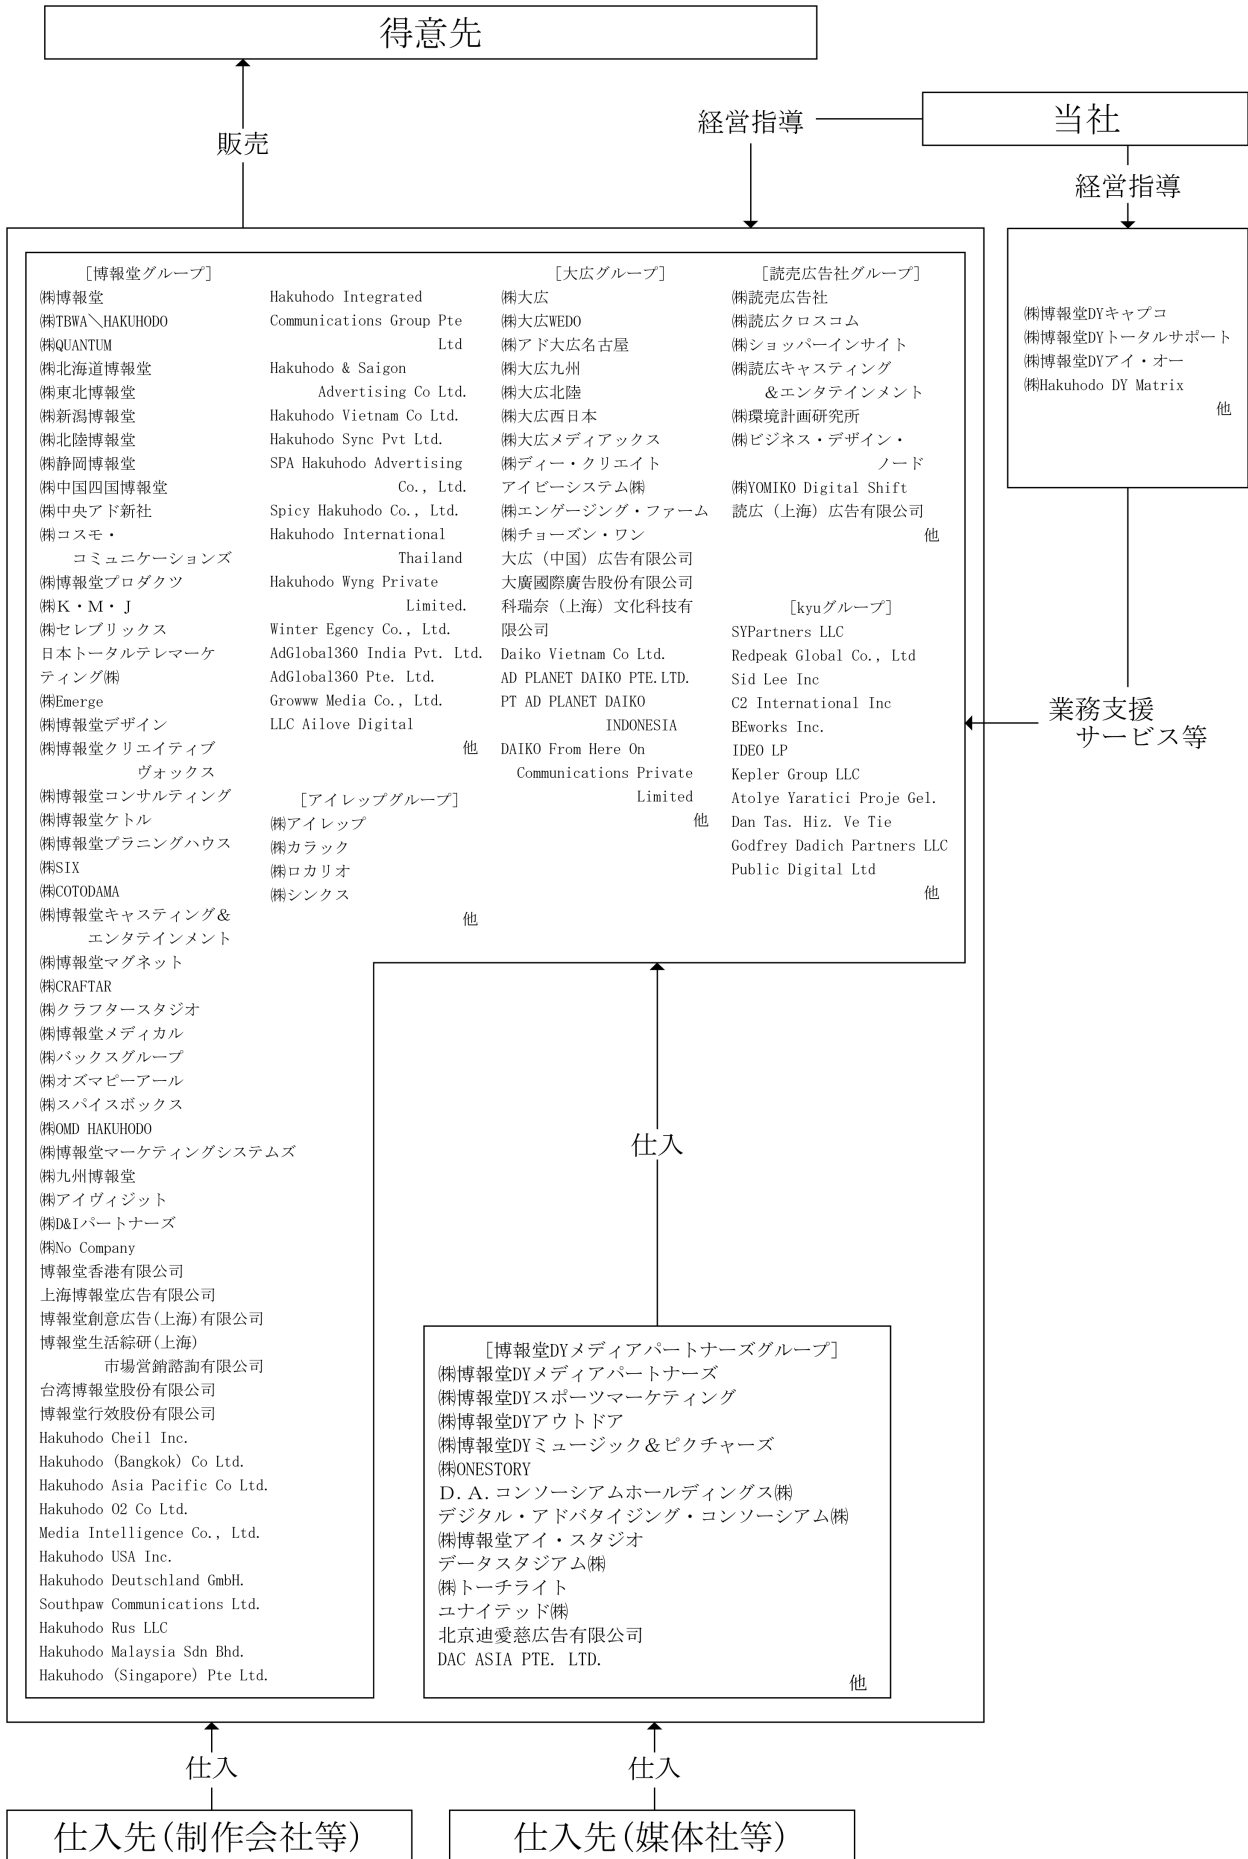 得意先
販売
経営指導
当社
経営指導
[博報堂グループ]
㈱博報堂
㈱TBWA＼HAKUHODO
㈱QUANTUM
㈱北海道博報堂
㈱東北博報堂
㈱新潟博報堂
㈱北陸博報堂
㈱静岡博報堂
㈱中国四国博報堂
㈱中央アド新社
㈱コスモ・
コミュニケーションズ
㈱博報堂プロダクツ
㈱K・M・J
㈱セレブリックス
日本トータルテレマーケ
ティング㈱
㈱Emerge
㈱博報堂デザイン
㈱博報堂クリエイティブ
ヴォックス
㈱博報堂コンサルティング
㈱博報堂ケトル
㈱博報堂プラニングハウス
㈱SIX
㈱COTODAMA
㈱博報堂キャスティング＆
エンタテインメント
㈱博報堂マグネット
㈱CRAFTAR
㈱クラフタースタジオ
㈱博報堂メディカル
㈱バックスグループ
㈱オズマピーアール
㈱スパイスボックス
㈱OMD HAKUHODO
㈱博報堂マーケティングシステムズ
㈱九州博報堂
㈱アイヴィジット
㈱D&Iパートナーズ
㈱No Company
博報堂香港有限公司
上海博報堂広告有限公司
博報堂創意広告(上海)有限公司
博報堂生活綜研(上海)
市場営銷諮詢有限公司
台湾博報堂股份有限公司
博報堂行效股份有限公司
Hakuhodo Cheil Inc.
Hakuhodo (Bangkok) Co Ltd.
Hakuhodo Asia Pacific Co Ltd.
Hakuhodo O2 Co Ltd.
Media Intelligence Co., Ltd.
Hakuhodo USA Inc.
Hakuhodo Deutschland GmbH.
Southpaw Communications Ltd.
Hakuhodo Rus LLC
Hakuhodo Malaysia Sdn Bhd.
Hakuhodo (Singapore) Pte Ltd.
Hakuhodo Integrated
Communications Group Pte
Ltd
Hakuhodo & Saigon
Advertising Co Ltd.
Hakuhodo Vietnam Co Ltd.
Hakuhodo Sync Pvt Ltd.
SPA Hakuhodo Advertising
Co., Ltd.
Spicy Hakuhodo Co., Ltd.
Hakuhodo International
Thailand
Hakuhodo Wyng Private
Limited.
Winter Egency Co., Ltd.
AdGlobal360 India Pvt. Ltd.
AdGlobal360 Pte. Ltd.
Growww Media Co., Ltd.
LLC Ailove Digital
他
[アイレップグループ]
㈱アイレップ
㈱カラック
㈱ロカリオ
㈱シンクス
他
[大広グループ]
㈱大広
㈱大広WEDO
㈱アド大広名古屋
㈱大広九州
㈱大広北陸
㈱大広西日本
㈱大広メディアックス
㈱ディー・クリエイト
アイビーシステム㈱
㈱エンゲージング・ファーム
㈱チョーズン・ワン
大広（中国）広告有限公司
大廣國際廣告股份有限公司
科瑞奈（上海）文化科技有
限公司
Daiko Vietnam Co Ltd.
AD PLANET DAIKO PTE.LTD.
PT AD PLANET DAIKO
INDONESIA
DAIKO From Here On
Communications Private
Limited
他
[読売広告社グループ]
㈱読売広告社
㈱読広クロスコム
㈱ショッパーインサイト
㈱読広キャスティング
＆エンタテインメント
㈱環境計画研究所
㈱ビジネス・デザイン・
ノード
㈱YOMIKO Digital Shift
読広（上海）広告有限公司
他
[kyuグループ]
SYPartners LLC
Redpeak Global Co., Ltd
Sid Lee Inc
C2 International Inc
BEworks Inc.
IDEO LP
Kepler Group LLC
Atolye Yaratici Proje Gel.
Dan Tas. Hiz. Ve Tie
Godfrey Dadich Partners LLC
Public Digital Ltd
他
㈱博報堂DYキャプコ
㈱博報堂DYトータルサポート
㈱博報堂DYアイ・オー
㈱Hakuhodo DY Matrix
他
業務支援
サービス等
仕入
[博報堂DYメディアパートナーズグループ]
㈱博報堂DYメディアパートナーズ
㈱博報堂DYスポーツマーケティング
㈱博報堂DYアウトドア
㈱博報堂DYミュージック＆ピクチャーズ
㈱ONESTORY
D.A.コンソーシアムホールディングス㈱
デジタル・アドバタイジング・コンソーシアム㈱
㈱博報堂アイ・スタジオ
データスタジアム㈱
㈱トーチライト
ユナイテッド㈱
北京迪愛慈広告有限公司
DAC ASIA PTE. LTD.
他
仕入
仕入
仕入先(制作会社等)
仕入先(媒体社等)